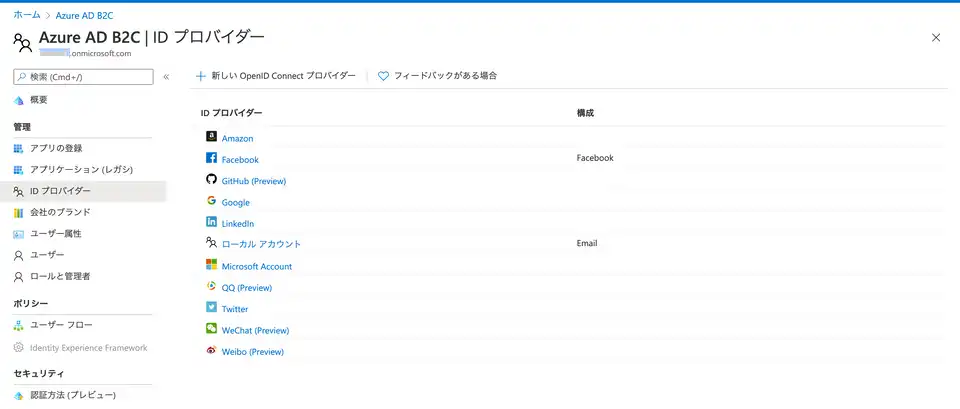 ホーム > Azure AD B2C
Azure AD B2C | ID プロバイダー
.onmicrosoft.com
検索 (Cmd+/)
«
新しい OpenID Connect プロバイダー
フィードバックがある場合
概要
管理
アプリの登録
アプリケーション (レガシ)
ID プロバイダー
会社のブランド
ユーザー属性
ユーザー
ロールと管理者
ポリシー
ユーザー フロー
Identity Experience Framework
セキュリティ
認証方法 (プレビュー)
ID プロバイダー 構成
Amazon
Facebook Facebook
GitHub (Preview)
Google
LinkedIn
ローカル アカウント Email
Microsoft Account
QQ (Preview)
Twitter
WeChat (Preview)
Weibo (Preview)